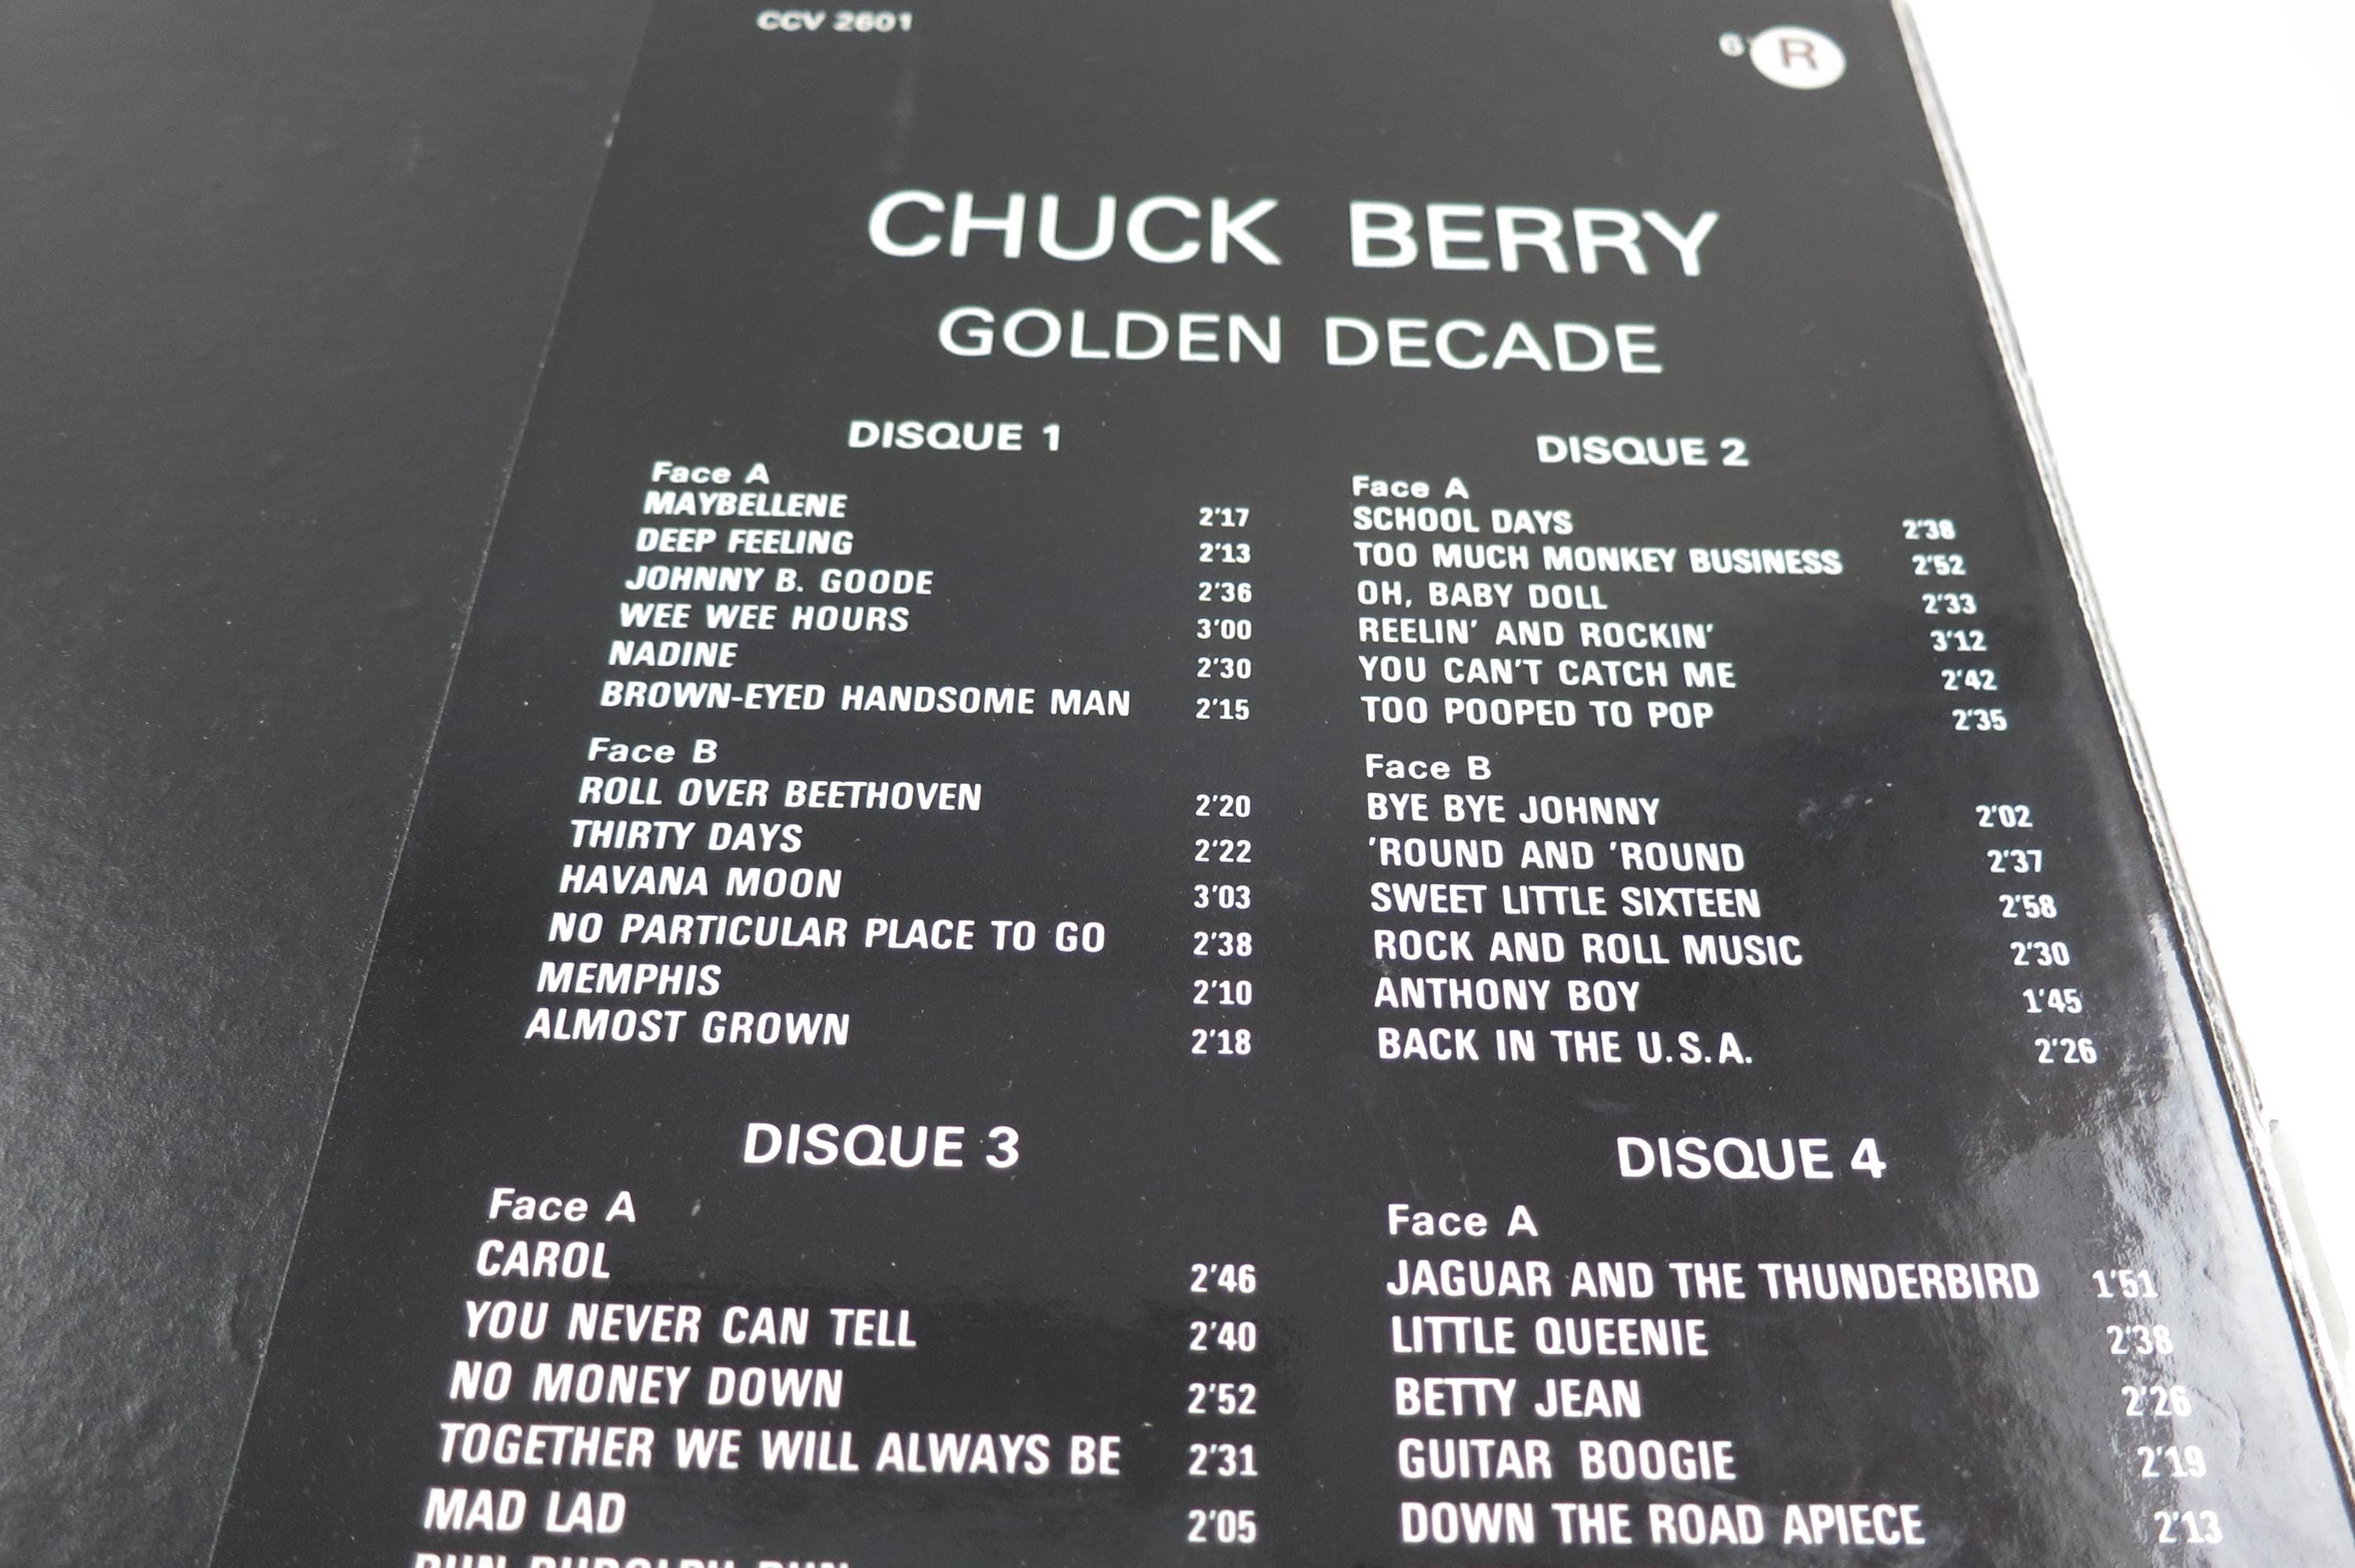 CCV 2601
6 R
CHUCK BERRY
GOLDEN DECADE
DISQUE 1
Face A
MAYBELLENE 2'17
DEEP FEELING 2'13
JOHNNY B. GOODE 2'36
WEE WEE HOURS 3'00
NADINE 2'30
BROWN-EYED HANDSOME MAN 2'15
Face B
ROLL OVER BEETHOVEN 2'20
THIRTY DAYS 2'22
HAVANA MOON 3'03
NO PARTICULAR PLACE TO GO 2'38
MEMPHIS 2'10
ALMOST GROWN 2'18
DISQUE 2
Face A
SCHOOL DAYS 2'38
TOO MUCH MONKEY BUSINESS 2'52
OH, BABY DOLL 2'33
REELIN' AND ROCKIN' 3'12
YOU CAN'T CATCH ME 2'42
TOO POOPED TO POP 2'35
Face B
BYE BYE JOHNNY 2'02
'ROUND AND 'ROUND 2'37
SWEET LITTLE SIXTEEN 2'58
ROCK AND ROLL MUSIC 2'30
ANTHONY BOY 1'45
BACK IN THE U.S.A. 2'26
DISQUE 3
Face A
CAROL 2'46
YOU NEVER CAN TELL 2'40
NO MONEY DOWN 2'52
TOGETHER WE WILL ALWAYS BE 2'31
MAD LAD 2'05
RUN RUDOLPH RUN
DISQUE 4
Face A
JAGUAR AND THE THUNDERBIRD 1'51
LITTLE QUEENIE 2'38
BETTY JEAN 2'26
GUITAR BOOGIE 2'19
DOWN THE ROAD APIECE 2'13